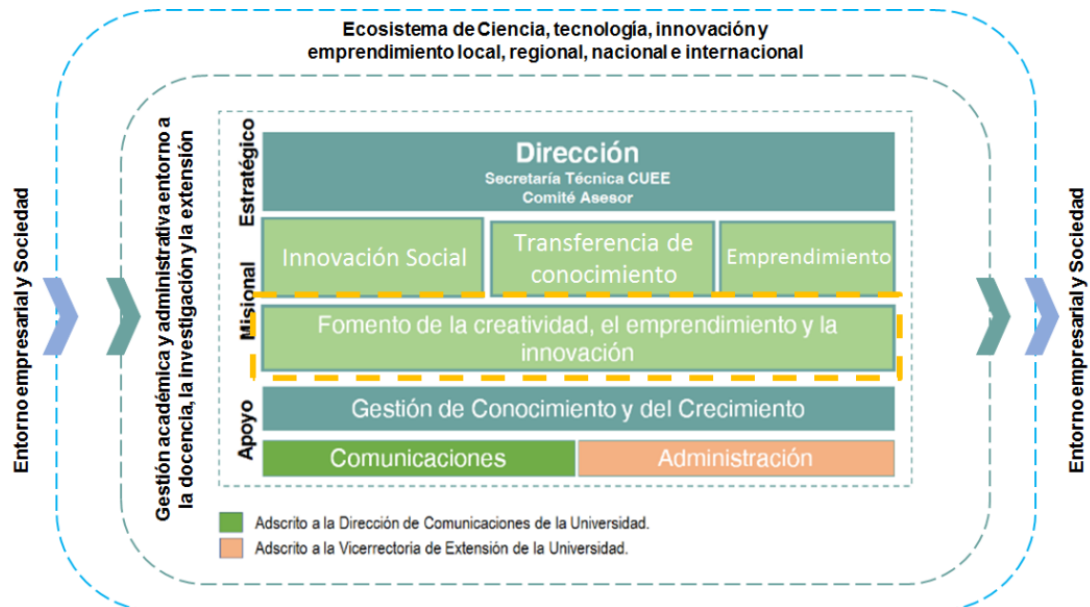 Ecosistema de Ciencia, tecnología, innovación y
emprendimiento local, regional, nacional e internacional
Entorno empresarial y Sociedad
Gestión académica y administrativa entorno a
la docencia, la Investigación y la extensión
Estratégico
Dirección
Secretaría Técnica CUEE
Comité Asesor
Misional
Innovación Social
Transferencia de
conocimiento
Emprendimiento
Fomento de la creatividad, el emprendimiento y la
innovación
Apoyo
Gestión de Conocimiento y del Crecimiento
Comunicaciones
Administración
Adscrito a la Dirección de Comunicaciones de la Universidad.
Adscrito a la Vicerrectoria de Extensión de la Universidad.
Entorno empresarial y Sociedad